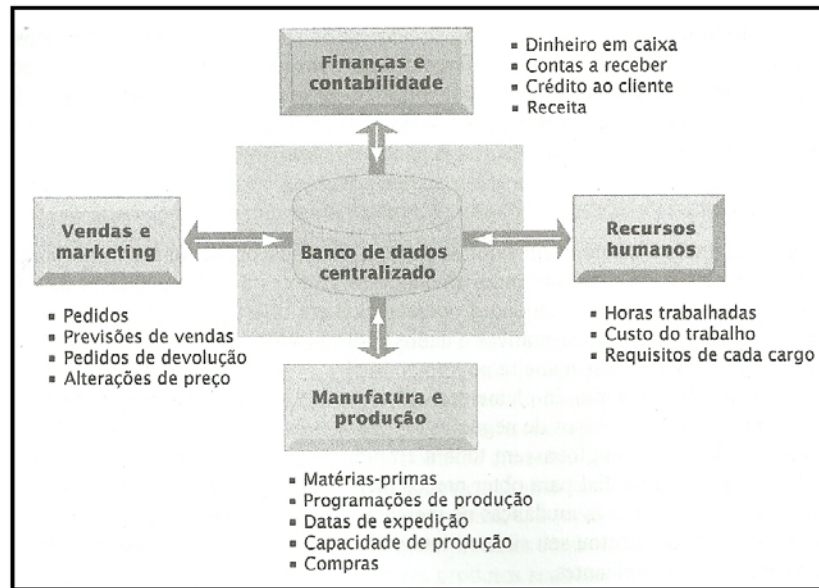 Finanças e
contabilidade
▪ Dinheiro em caixa
▪ Contas a receber
▪ Crédito ao cliente
▪ Receita
Vendas e
marketing
▪ Pedidos
▪ Previsões de vendas
▪ Pedidos de devolução
▪ Alterações de preço
Banco de dados
centralizado
Recursos
humanos
▪ Horas trabalhadas
▪ Custo do trabalho
▪ Requisitos de cada cargo
Manufatura e
produção
▪ Matérias-primas
▪ Programações de produção
▪ Datas de expedição
▪ Capacidade de produção
▪ Compras